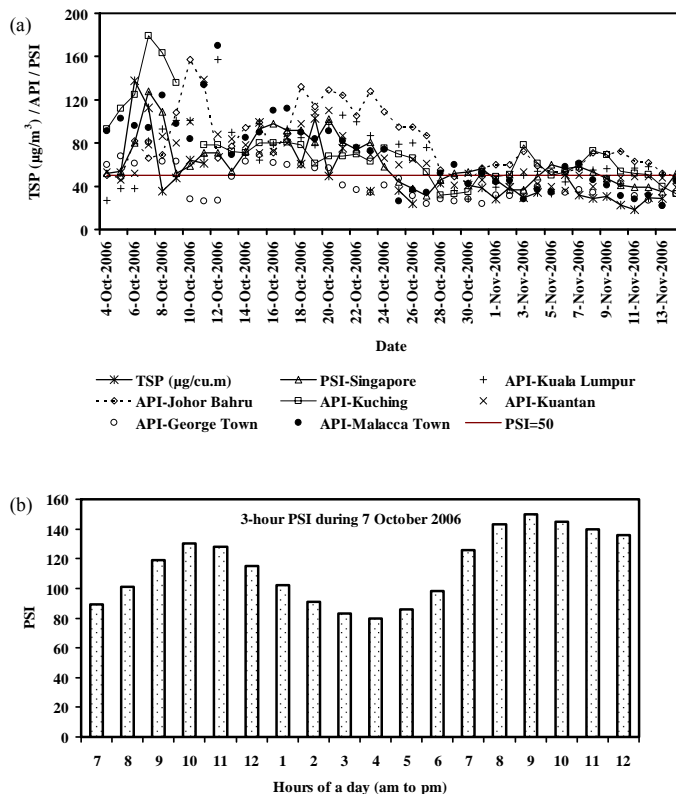 (a)
200
160
120
80
40
0
TSP (µg/m³) / API / PSI
4-Oct-2006
6-Oct-2006
8-Oct-2006
10-Oct-2006
12-Oct-2006
14-Oct-2006
16-Oct-2006
18-Oct-2006
20-Oct-2006
22-Oct-2006
24-Oct-2006
26-Oct-2006
28-Oct-2006
30-Oct-2006
1-Nov-2006
3-Nov-2006
5-Nov-2006
7-Nov-2006
9-Nov-2006
11-Nov-2006
13-Nov-2006
Date
TSP (µg/cu.m) PSI-Singapore API-Kuala Lumpur
API-Johor Bahru API-Kuching API-Kuantan
API-George Town API-Malacca Town PSI=50
(b)
3-hour PSI during 7 October 2006
160
140
120
100
80
60
40
20
0
PSI
7 8 9 10 11 12 1 2 3 4 5 6 7 8 9 10 11 12
Hours of a day (am to pm)